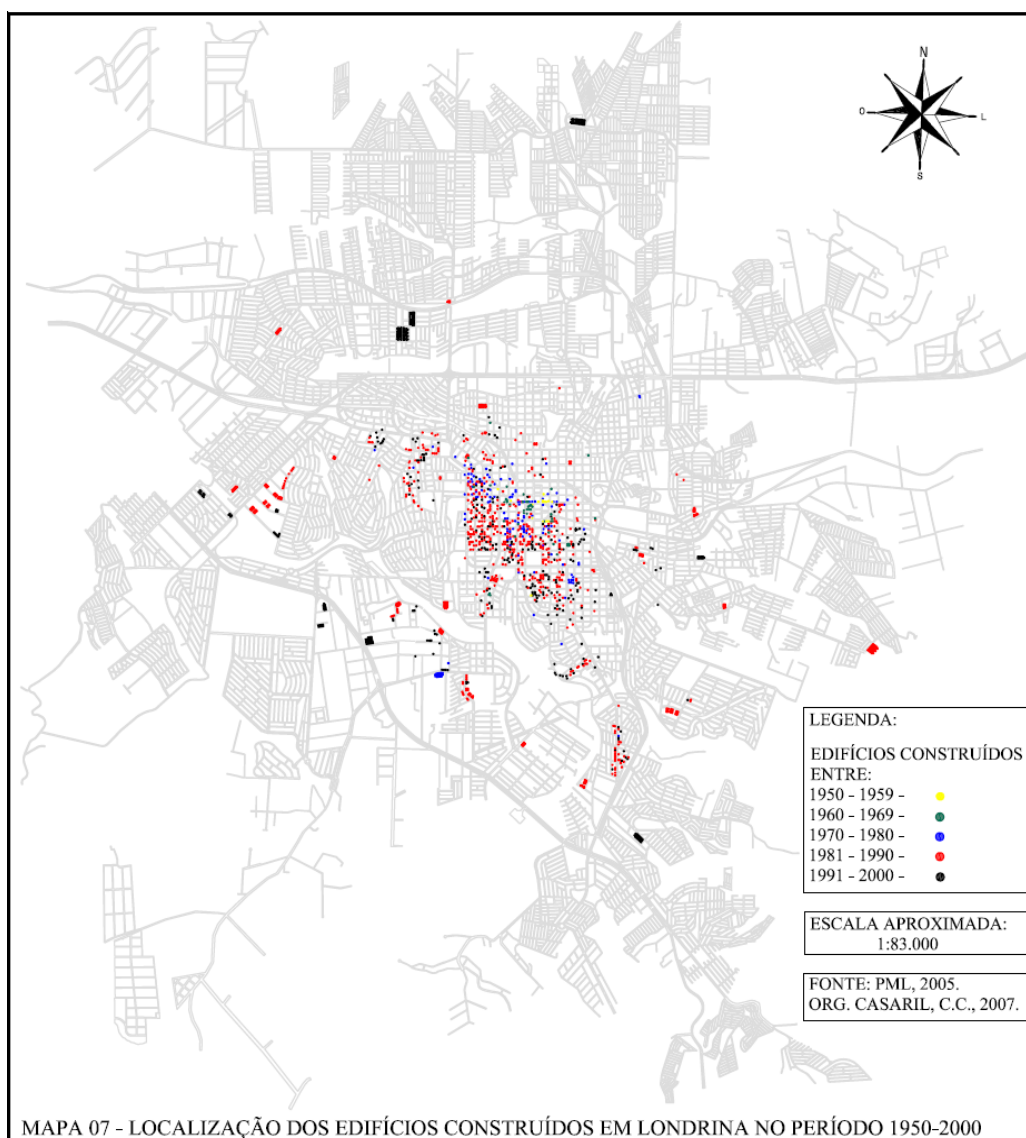 N
O
L
S
LEGENDA:
EDIFÍCIOS CONSTRUÍDOS
ENTRE:
1950 - 1959 -
1960 - 1969 -
1970 - 1980 -
1981 - 1990 -
1991 - 2000 -
ESCALA APROXIMADA:
1:83.000
FONTE: PML, 2005.
ORG. CASARIL, C.C., 2007.
MAPA 07 - LOCALIZAÇÃO DOS EDIFÍCIOS CONSTRUÍDOS EM LONDRINA NO PERÍODO 1950-2000